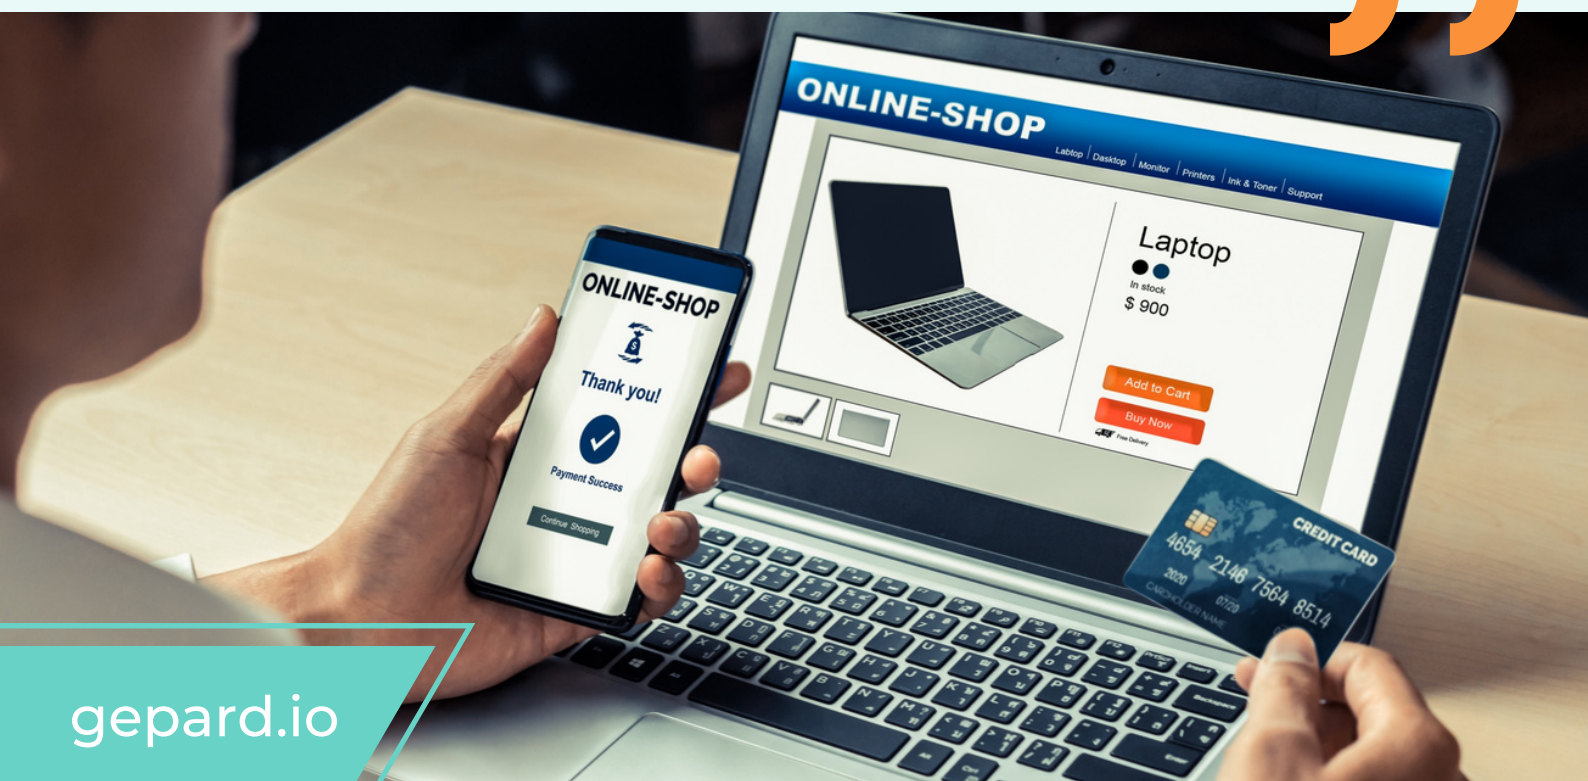 ONLINE-SHOP
Labtop
Dasktop
Monitor
Printers
Ink & Toner
Support
Laptop
In stock
$ 900
Add to Cart
Buy Now
Free Delivery
ONLINE-SHOP
$
Thank you!
Payment Success
Continue Shopping
CREDIT CARD
4654 2146 7564 8514
2020
07/20
CARDHOLDER NAME
gepard.io